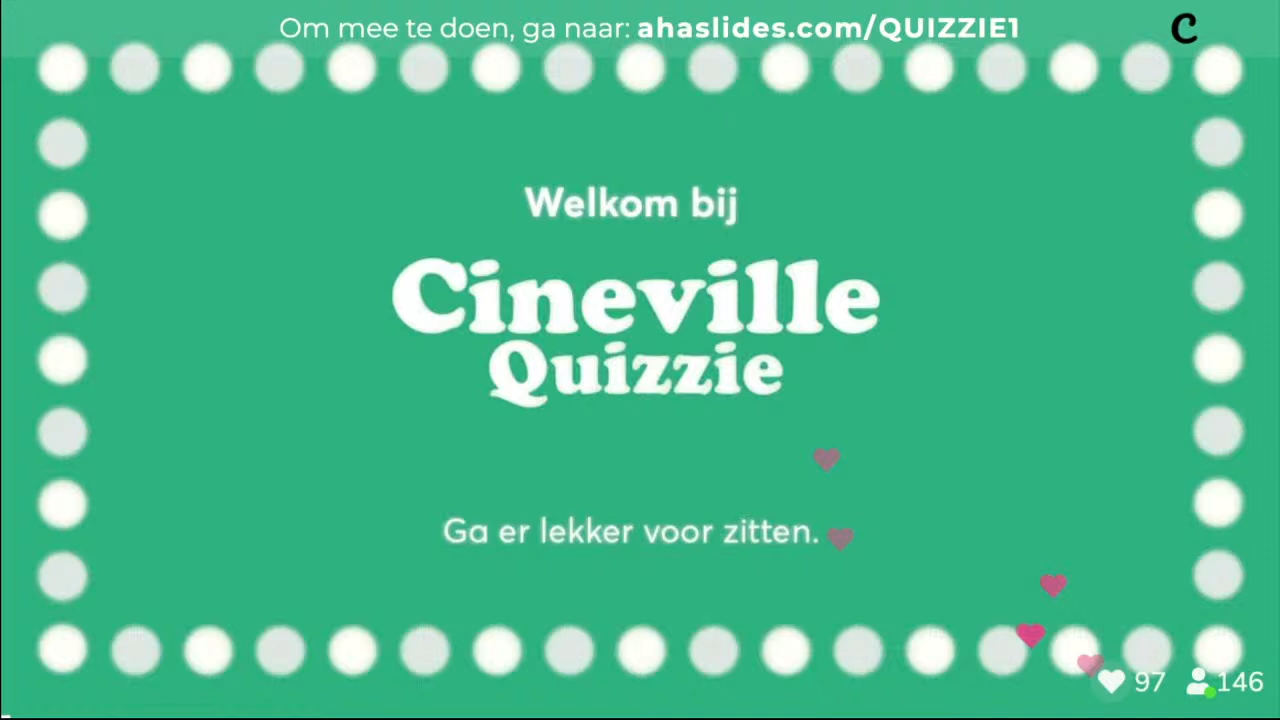 Om mee te doen, ga naar: ahaslides.com/QUIZZIE1
C
Welkom bij
Cineville
Quizzie
Ga er lekker voor zitten.
97 146